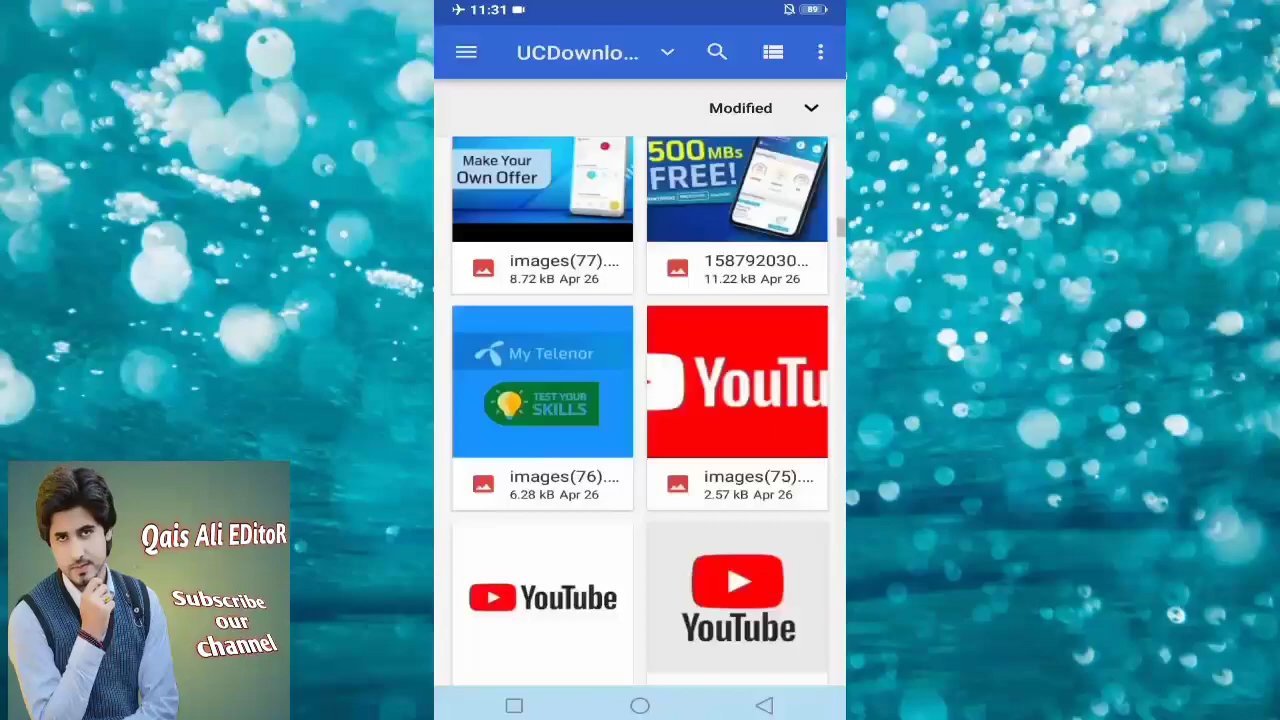 11:31
89
UCDownlo...
Modified
Make Your
Own Offer
500 MBs
FREE!
images(77)....
8.72 kB Apr 26
158792030...
11.22 kB Apr 26
My Telenor
TEST YOUR
SKILLS
YouTu
images(76)....
6.28 kB Apr 26
images(75)....
2.57 kB Apr 26
YouTube
YouTube
Qais Ali EDitoR
Subscribe
our
channel